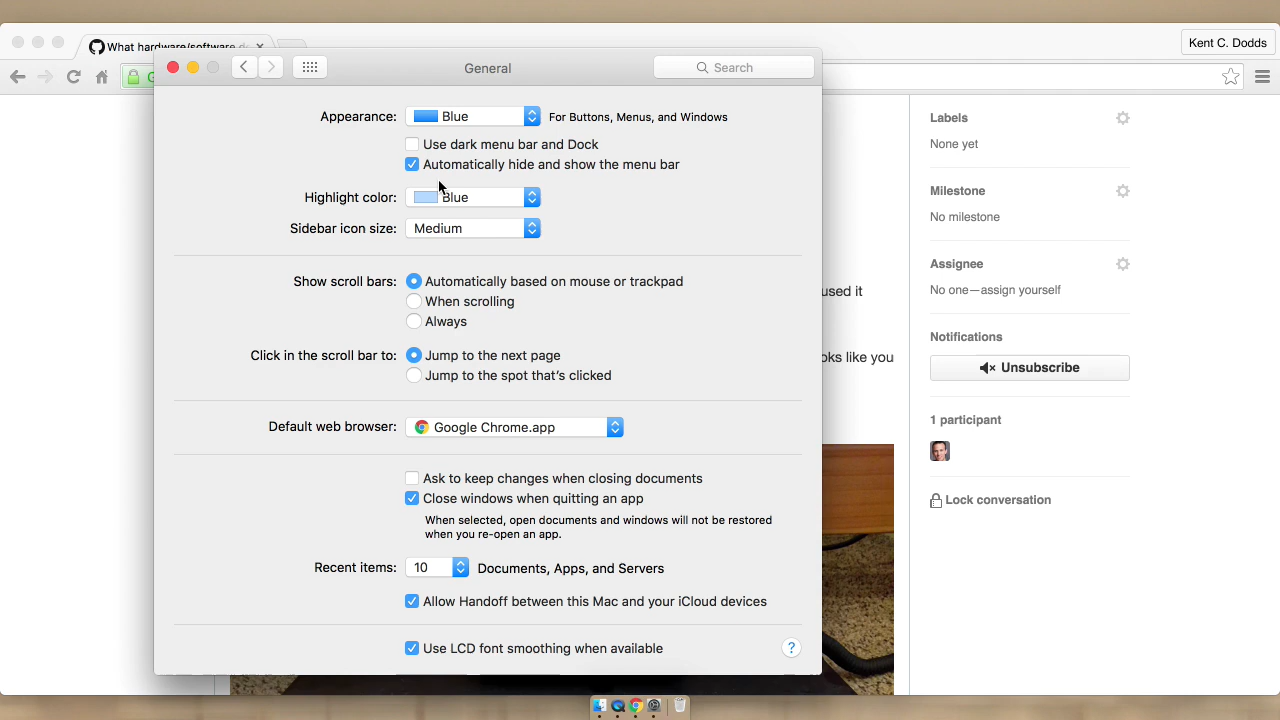 What hardware/software d
Kent C. Dodds
General
Search
Appearance:
Blue
For Buttons, Menus, and Windows
Use dark menu bar and Dock
Automatically hide and show the menu bar
Highlight color:
Blue
Sidebar icon size:
Medium
Show scroll bars:
Automatically based on mouse or trackpad
When scrolling
Always
Click in the scroll bar to:
Jump to the next page
Jump to the spot that's clicked
Default web browser:
Google Chrome.app
Ask to keep changes when closing documents
Close windows when quitting an app
When selected, open documents and windows will not be restored
when you re-open an app.
Recent items:
10
Documents, Apps, and Servers
Allow Handoff between this Mac and your iCloud devices
Use LCD font smoothing when available
?
used it
oks like you
Labels
None yet
Milestone
No milestone
Assignee
No one—assign yourself
Notifications
Unsubscribe
1 participant
Lock conversation